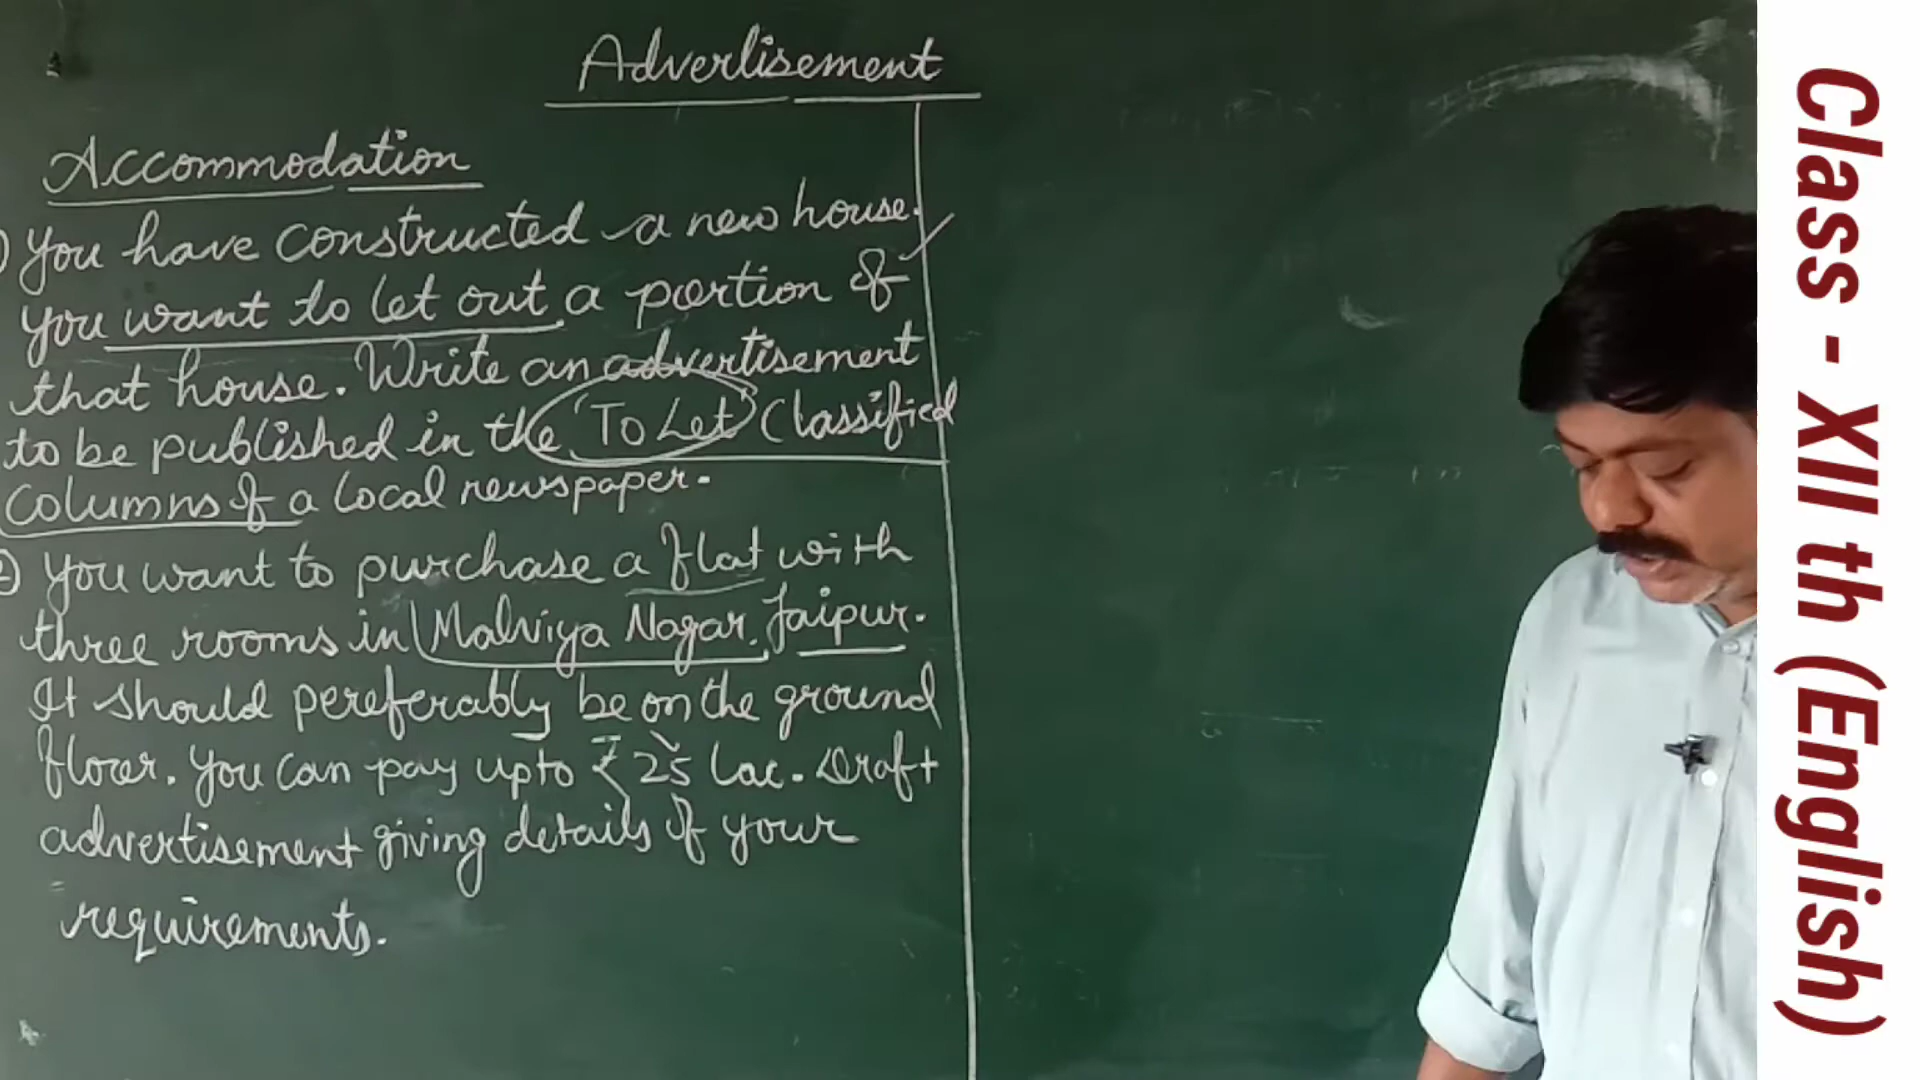 Advertisement
Accommodation
You have constructed a new house.
You want to let out a portion of
that house. Write an advertisement
to be published in the 'To Let' Classified
Columns of a local newspaper.
2) You want to purchase a flat with
three rooms in Malviya Nagar, Jaipur.
It should pereferably be on the ground
floor. You can pay upto ₹ 25 lac. Draft
advertisement giving details of your
requirements.
Class - XII th (English)